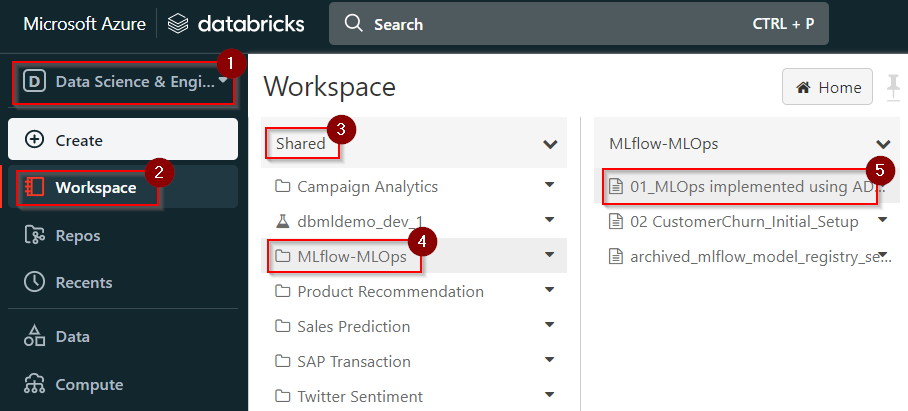 Microsoft Azure databricks Search CTRL + P
1
D Data Science & Engi...
Create
2
Workspace
Repos
Recents
Data
Compute
Workspace
Home
3
Shared
Campaign Analytics
dbmldemo_dev_1
4
MLflow-MLOps
Product Recommendation
Sales Prediction
SAP Transaction
Twitter Sentiment
MLflow-MLOps
5
01_MLOps implemented using AD...
02 CustomerChurn_Initial_Setup
archived_mlflow_model_registry_se...